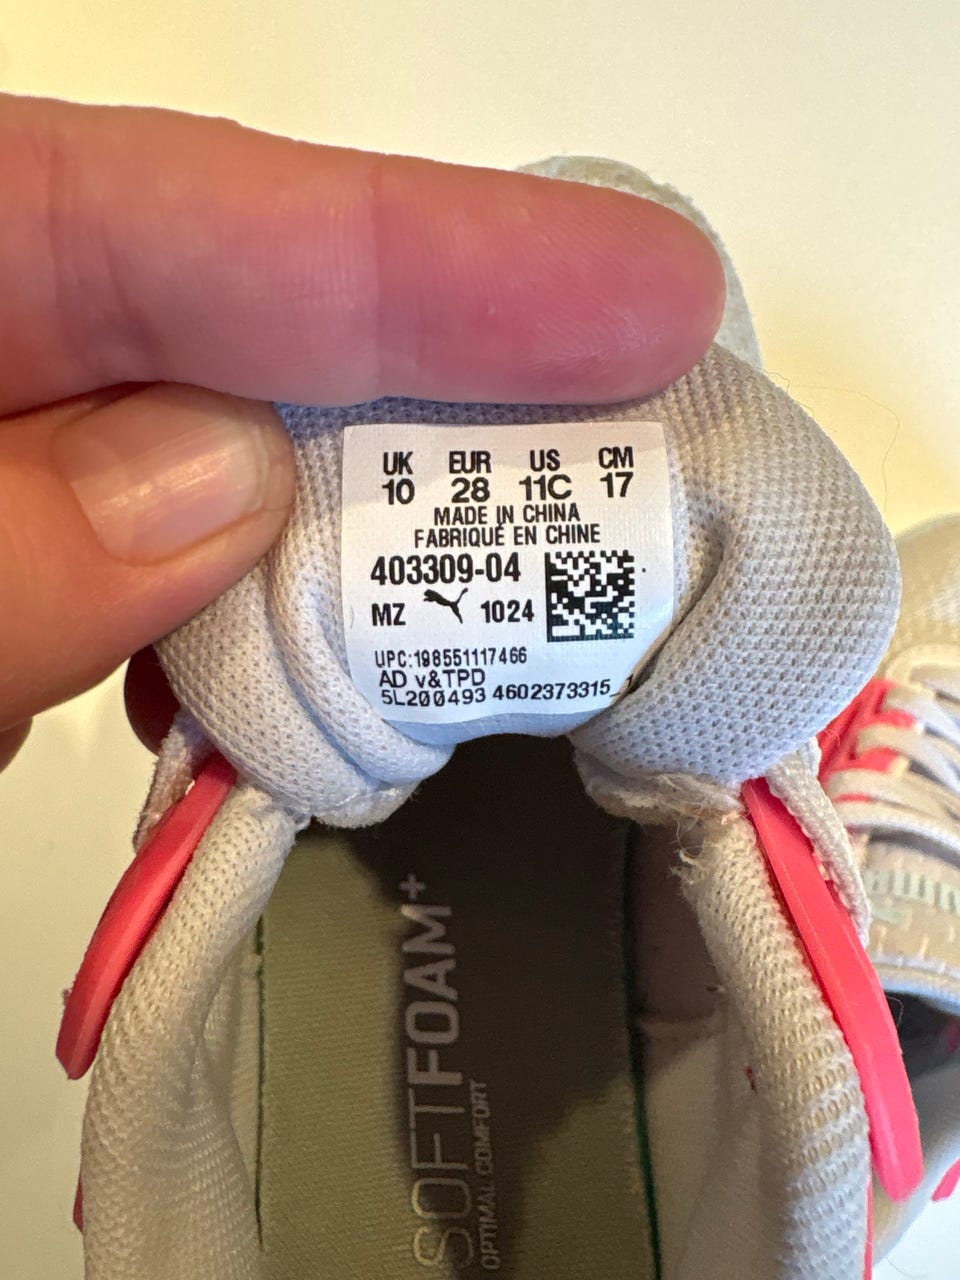 UK EUR US CM
10 28 11C 17
MADE IN CHINA
FABRIQUÉ EN CHINE
403309-04
MZ 1024
UPC:198551117466
AD v&TPD
5L200493 4602373315_1
SOFTFOAM+
OPTIMAL COMFORT